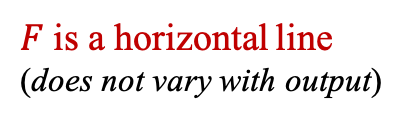 F is a horizontal line
(does not vary with output)